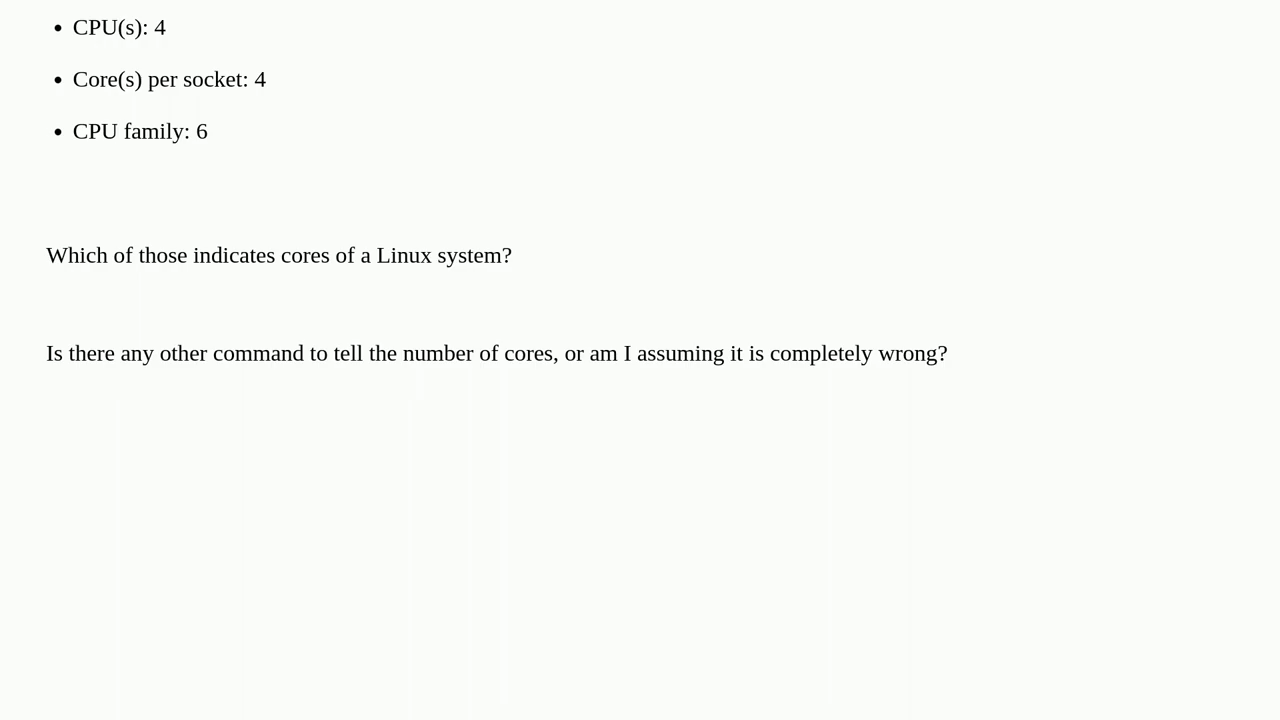 • CPU(s): 4
• Core(s) per socket: 4
• CPU family: 6
Which of those indicates cores of a Linux system?
Is there any other command to tell the number of cores, or am I assuming it is completely wrong?